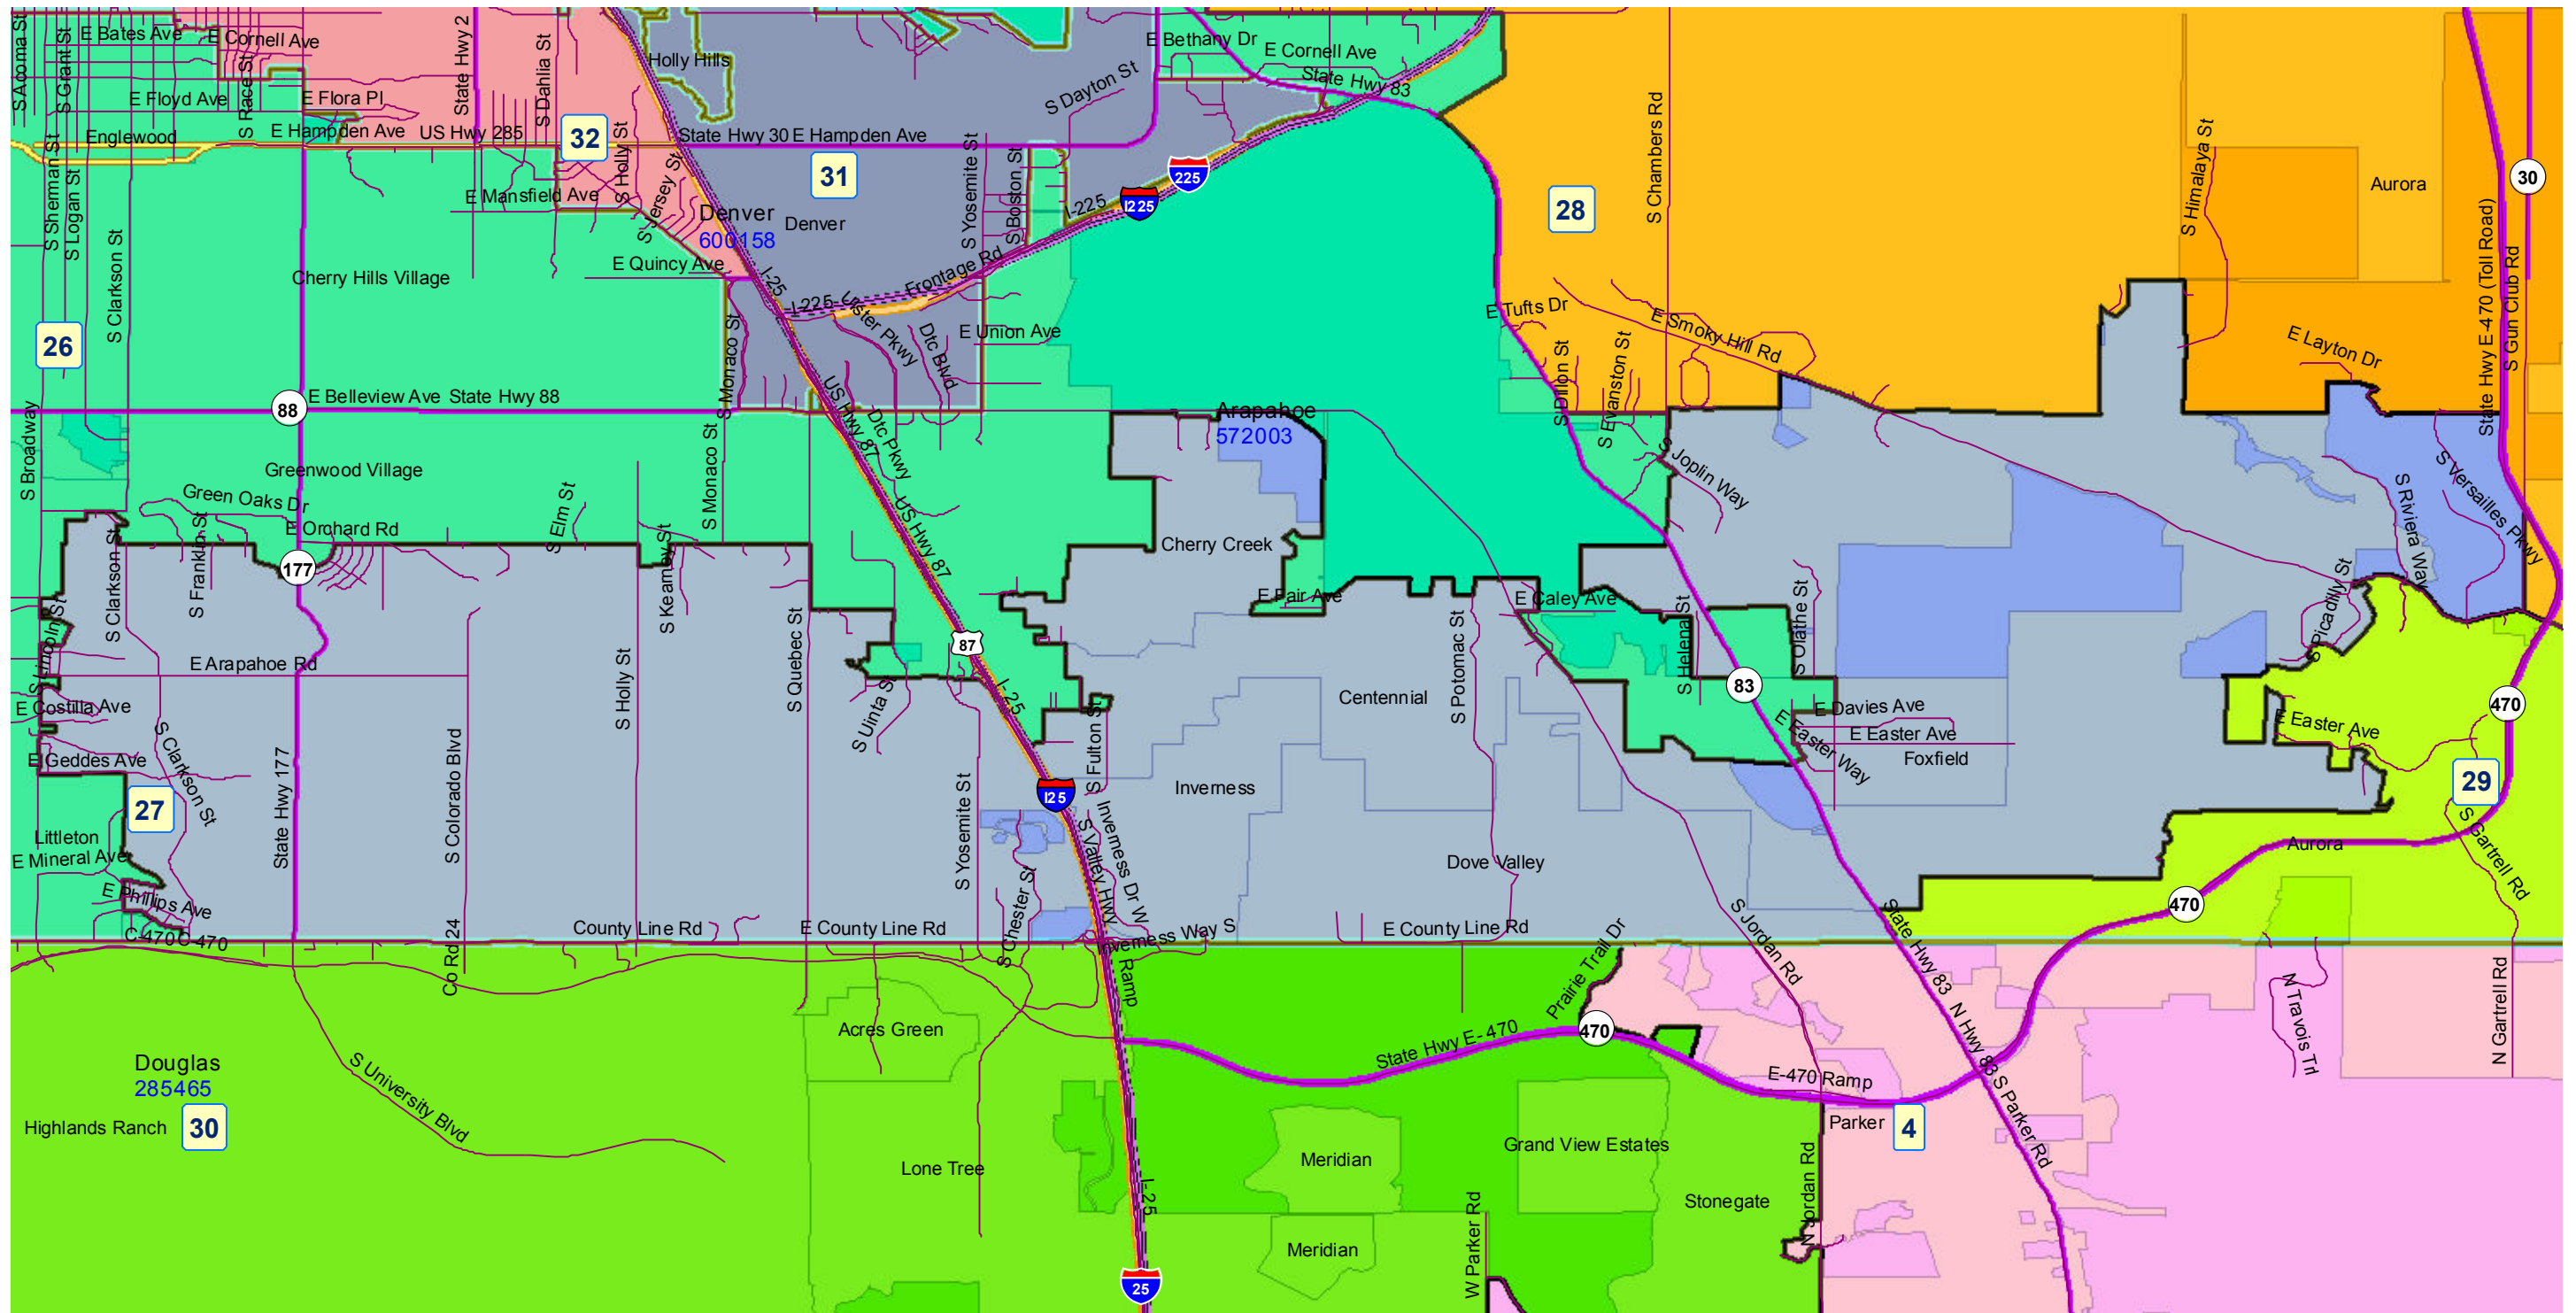 S Acoma St
S Grant St
E Bates Ave
E Cornell Ave
S Race St
State Hwy 2
S Dahlia St
Holly Hills
E Bethany Dr
E Cornell Ave
State Hwy 83
S Dayton St
E Floyd Ave
E Flora Pl
E Hampden Ave
US Hwy 285
Englewood
32
S Holly St
State Hwy 30 E Hampden Ave
31
S Yosemite St
S Boston St
225
I225
I-225
28
S Chambers Rd
S Himalaya St
Aurora
30
S Sherman St
S Logan St
S Clarkson St
E Mansfield Ave
S Jersey St
Denver
600158
Denver
E Quincy Ave
Cherry Hills Village
I-25
I-225
Frontage Rd
Ulster Pkwy
Dtc Blvd
E Union Ave
E Tufts Dr
E Smoky Hill Rd
E Layton Dr
State Hwy E-470 (Toll Road)
S Gun Club Rd
26
S Monaco St
88
E Belleview Ave State Hwy 88
US Hwy 87
Dtc Pkwy
Arapahoe
572003
S Dillon St
S Evanston St
S Joplin Way
S Versailles Pkwy
S Riviera Way
S Broadway
Greenwood Village
Green Oaks Dr
E Orchard Rd
S Elm St
S Monaco St
US Hwy 87
Cherry Creek
177
S Franklin St
S Clarkson St
S Kearney St
E Fair Ave
E Caley Ave
S Olathe St
S Picadilly St
S Lincoln St
E Arapahoe Rd
S Holly St
S Quebec St
87
I-25
S Uinta St
Centennial
S Potomac St
S Helena St
83
E Davies Ave
E Easter Ave
E Easter Way
Foxfield
E Easter Ave
470
E Costilla Ave
E Geddes Ave
S Clarkson St
27
State Hwy 177
S Colorado Blvd
S Yosemite St
I25
S Fulton St
Inverness
Inverness Dr W
S Valley Hwy
29
S Gartrell Rd
Littleton
E Mineral Ave
E Phillips Ave
S Chester St
Dove Valley
Aurora
470
C-470 C-470
Co Rd 24
County Line Rd
E County Line Rd
Inverness Way S
E County Line Rd
S Jordan Rd
State Hwy 83
Ramp
Prairie Trail Dr
N Hwy 83
N Travois Trl
N Gartrell Rd
Acres Green
State Hwy E-470
470
E-470 Ramp
S Parker Rd
Douglas
285465
S University Blvd
Highlands Ranch
30
Parker
4
Lone Tree
Meridian
Grand View Estates
Stonegate
N Jordan Rd
I-25
Meridian
W Parker Rd
25